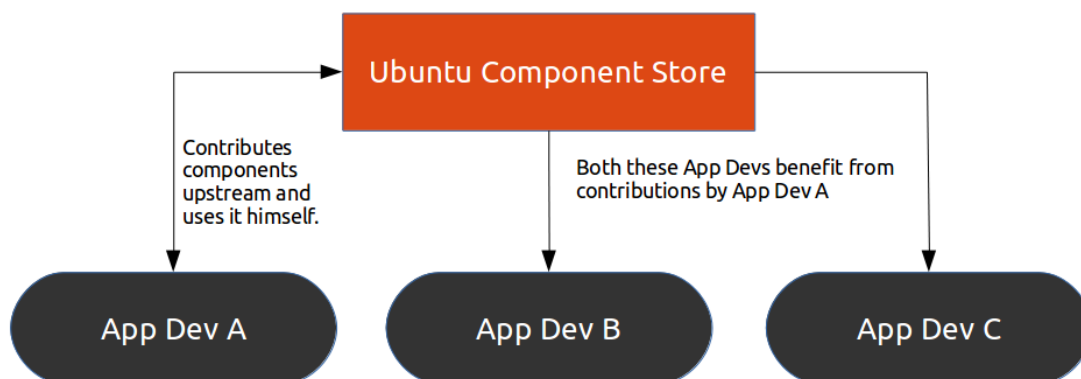 Ubuntu Component Store
Contributes
components
upstream and
uses it himself.
Both these App Devs benefit from
contributions by App Dev A
App Dev A
App Dev B
App Dev C